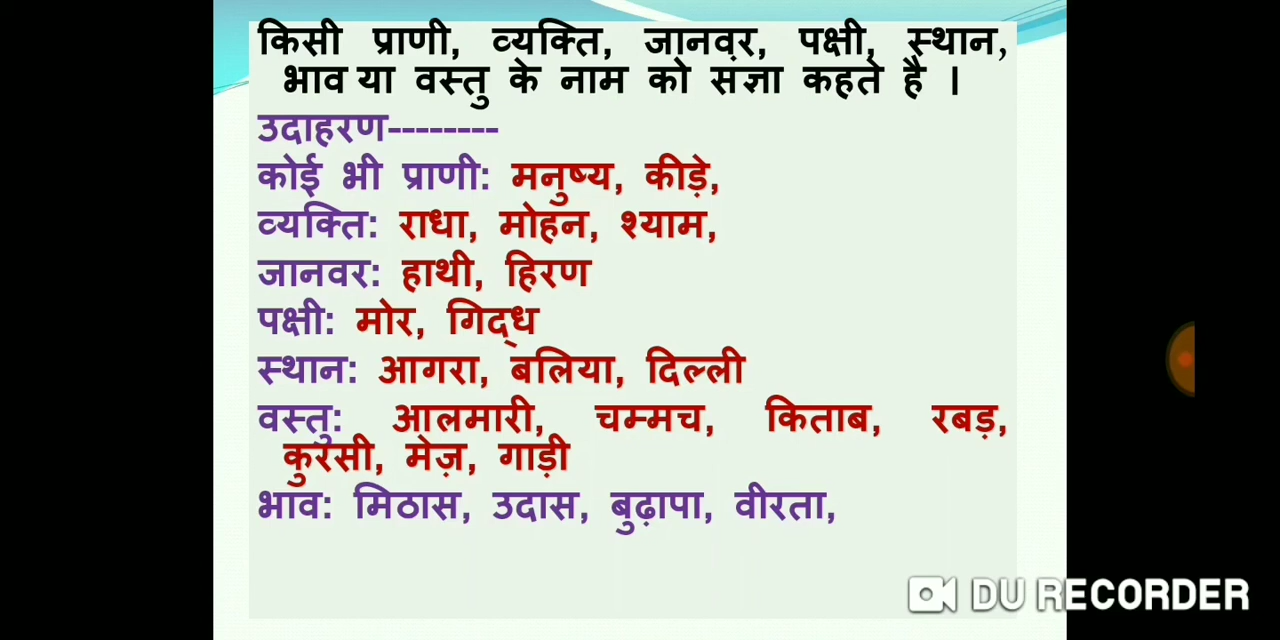 किसी प्राणी, व्यक्ति, जानव़र, पक्षी, स्थान,
भाव या वस्तु के नाम को संज्ञा कहते है ।
उदाहरण--------
कोई भी प्राणी: मनुष्य, कीड़े,
व्यक्ति: राधा, मोहन, श्याम,
जानवर: हाथी, हिरण
पक्षी: मोर, गिद्‌ध
स्थान: आगरा, बलिया, दिल्ली
वस्तु: आलमारी, चम्मच, किताब, रबड़,
कुरसी, मेज़, गाड़ी
भाव: मिठास, उदास, बुढ़ापा, वीरता,
DU RECORDER